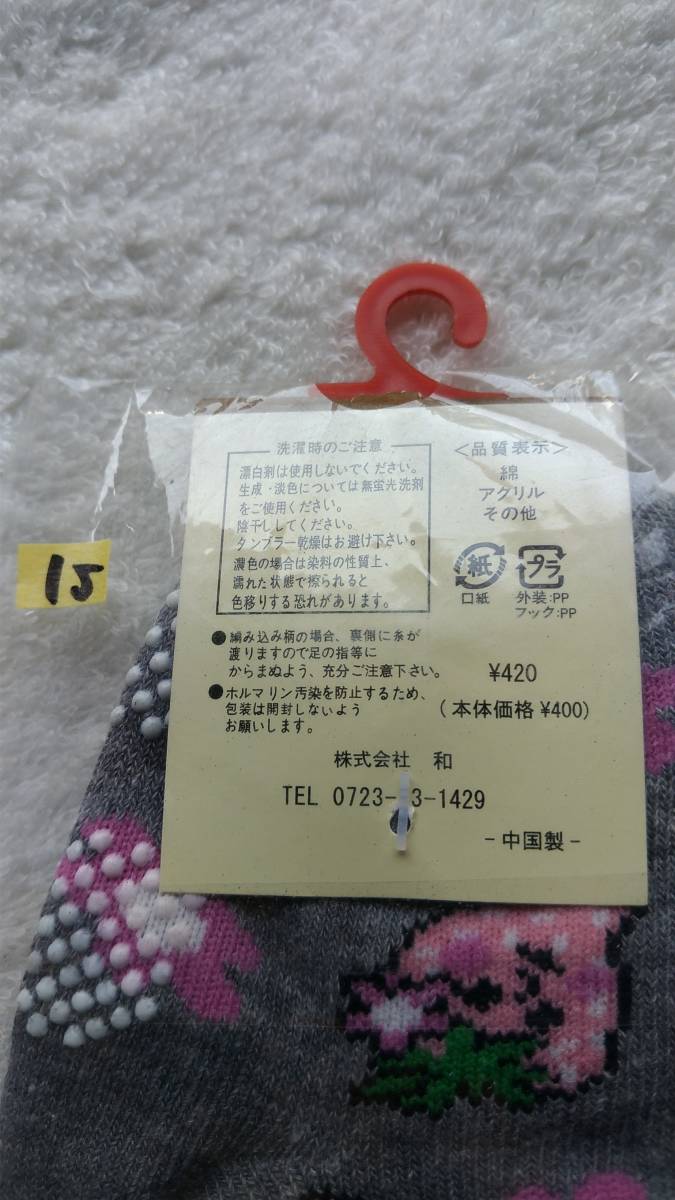 洗濯時のご注意
漂白剤は使用しないでください。
生成・淡色については無蛍光洗剤
をご使用ください。
陰干ししてください。
タンブラー乾燥はお避け下さい。
濃色の場合は染料の性質上、
濡れた状態で擦られると
色移りする恐れがあります。
<品質表示>
綿
アクリル
その他
紙
口紙
プラ
外装:PP
フック:PP
●編み込み柄の場合、裏側に糸が
渡りますので足の指等に
からまぬよう、充分ご注意下さい。
●ホルマリン汚染を防止するため、
包装は開封しないよう
お願いします。
¥420
(本体価格¥400)
株式会社 和
TEL 0723- 3-1429
-中国製-
15